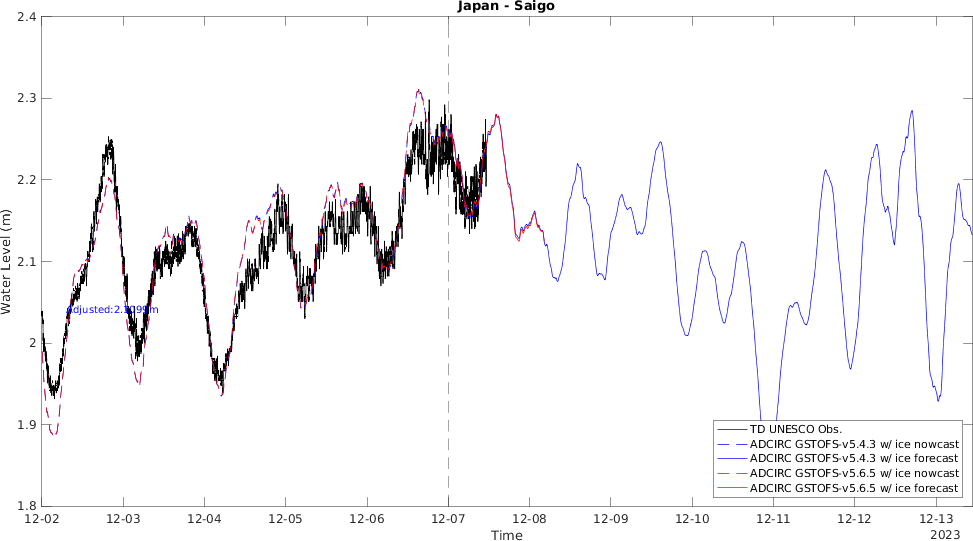 Japan - Saigo
2.4
2.3
2.2
2.1
2
1.9
1.8
Water Level (m)
12-02 12-03 12-04 12-05 12-06 12-07 12-08 12-09 12-10 12-11 12-12 12-13
2023
Time
TD UNESCO Obs.
ADCIRC GSTOFS-v5.4.3 w/ ice nowcast
ADCIRC GSTOFS-v5.4.3 w/ ice forecast
ADCIRC GSTOFS-v5.6.5 w/ ice nowcast
ADCIRC GSTOFS-v5.6.5 w/ ice forecast